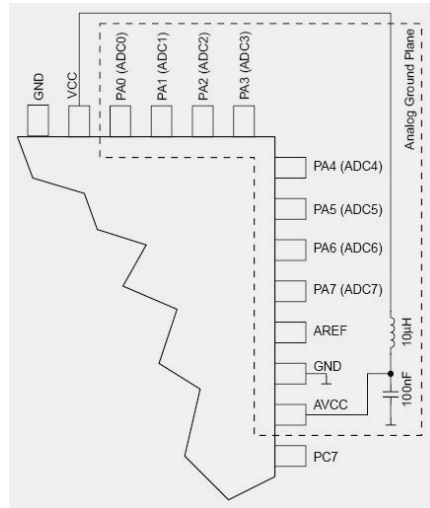 GND
VCC
PA0 (ADC0)
PA1 (ADC1)
PA2 (ADC2)
PA3 (ADC3)
Analog Ground Plane
PA4 (ADC4)
PA5 (ADC5)
PA6 (ADC6)
PA7 (ADC7)
AREF
10µH
GND
AVCC
100nF
PC7